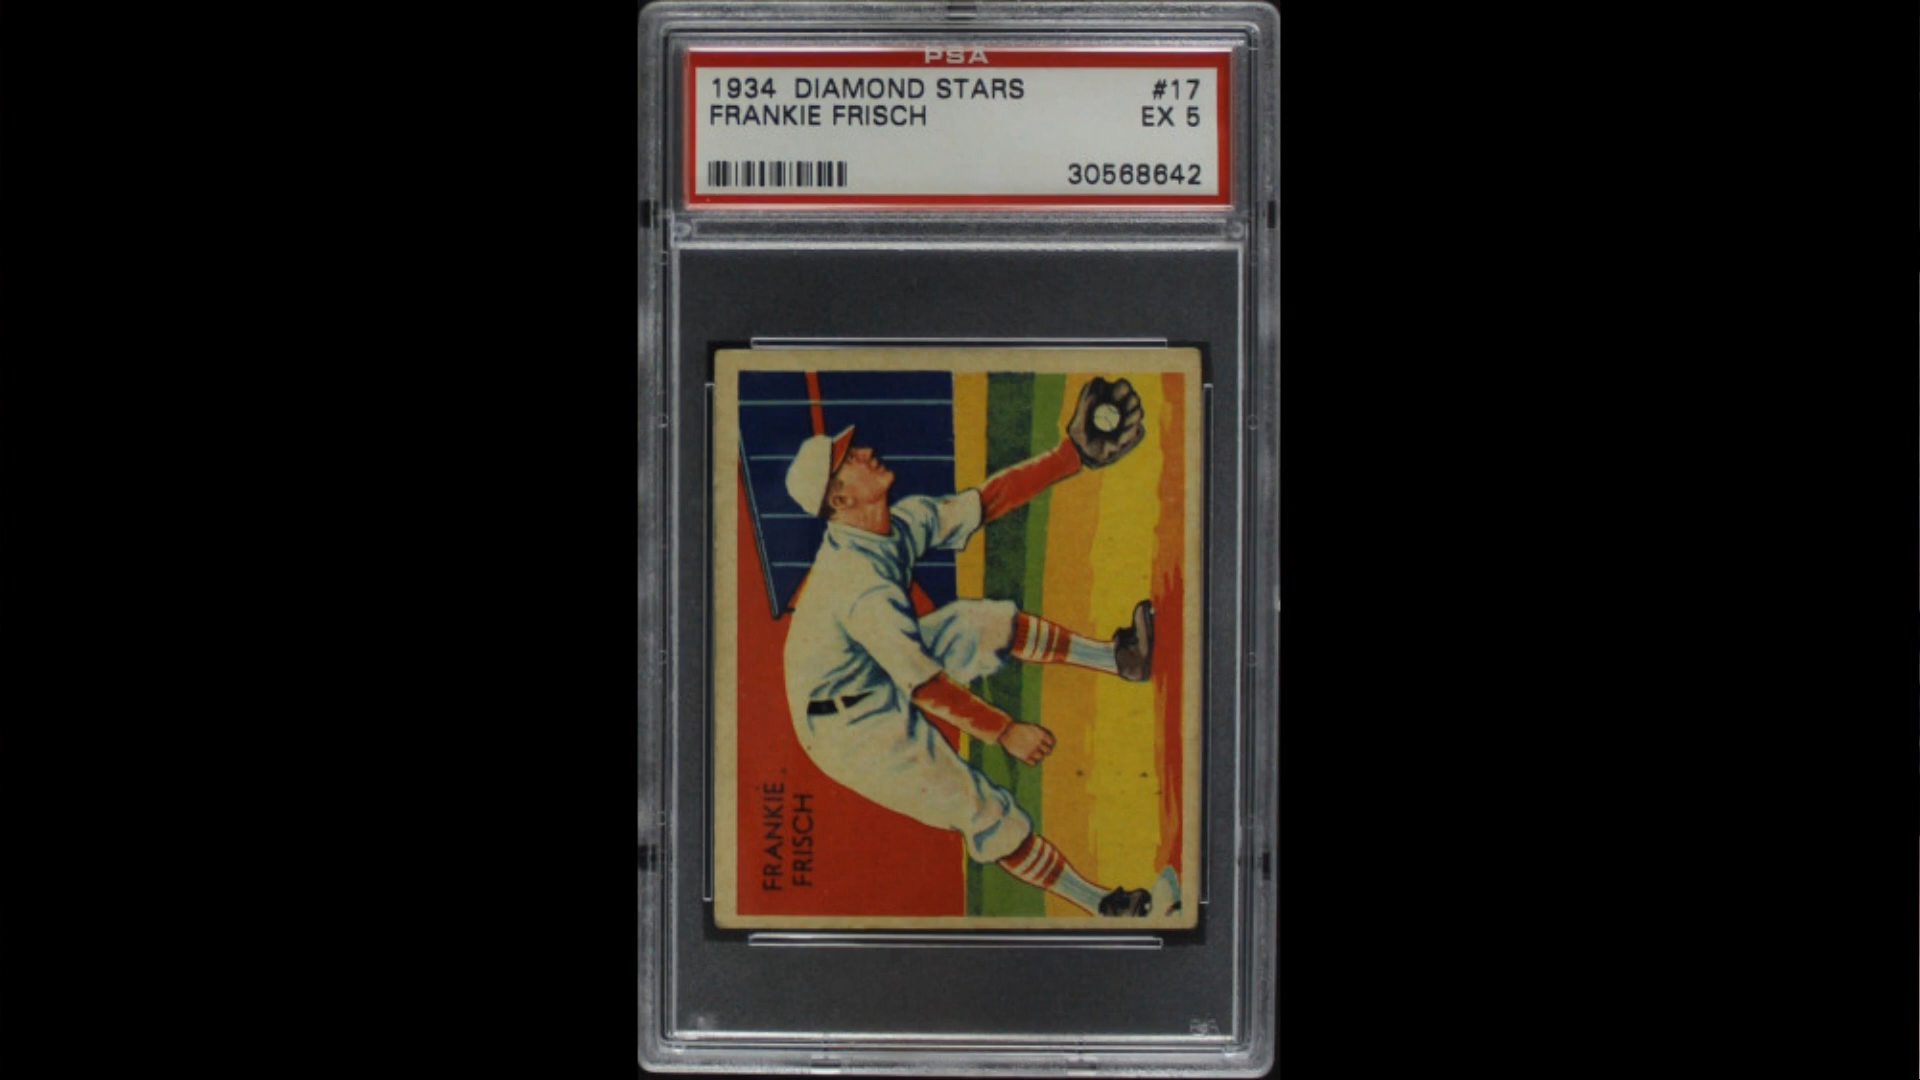 PSA
1934 DIAMOND STARS #17
FRANKIE FRISCH EX 5
30568642
FRANKIE
FRISCH